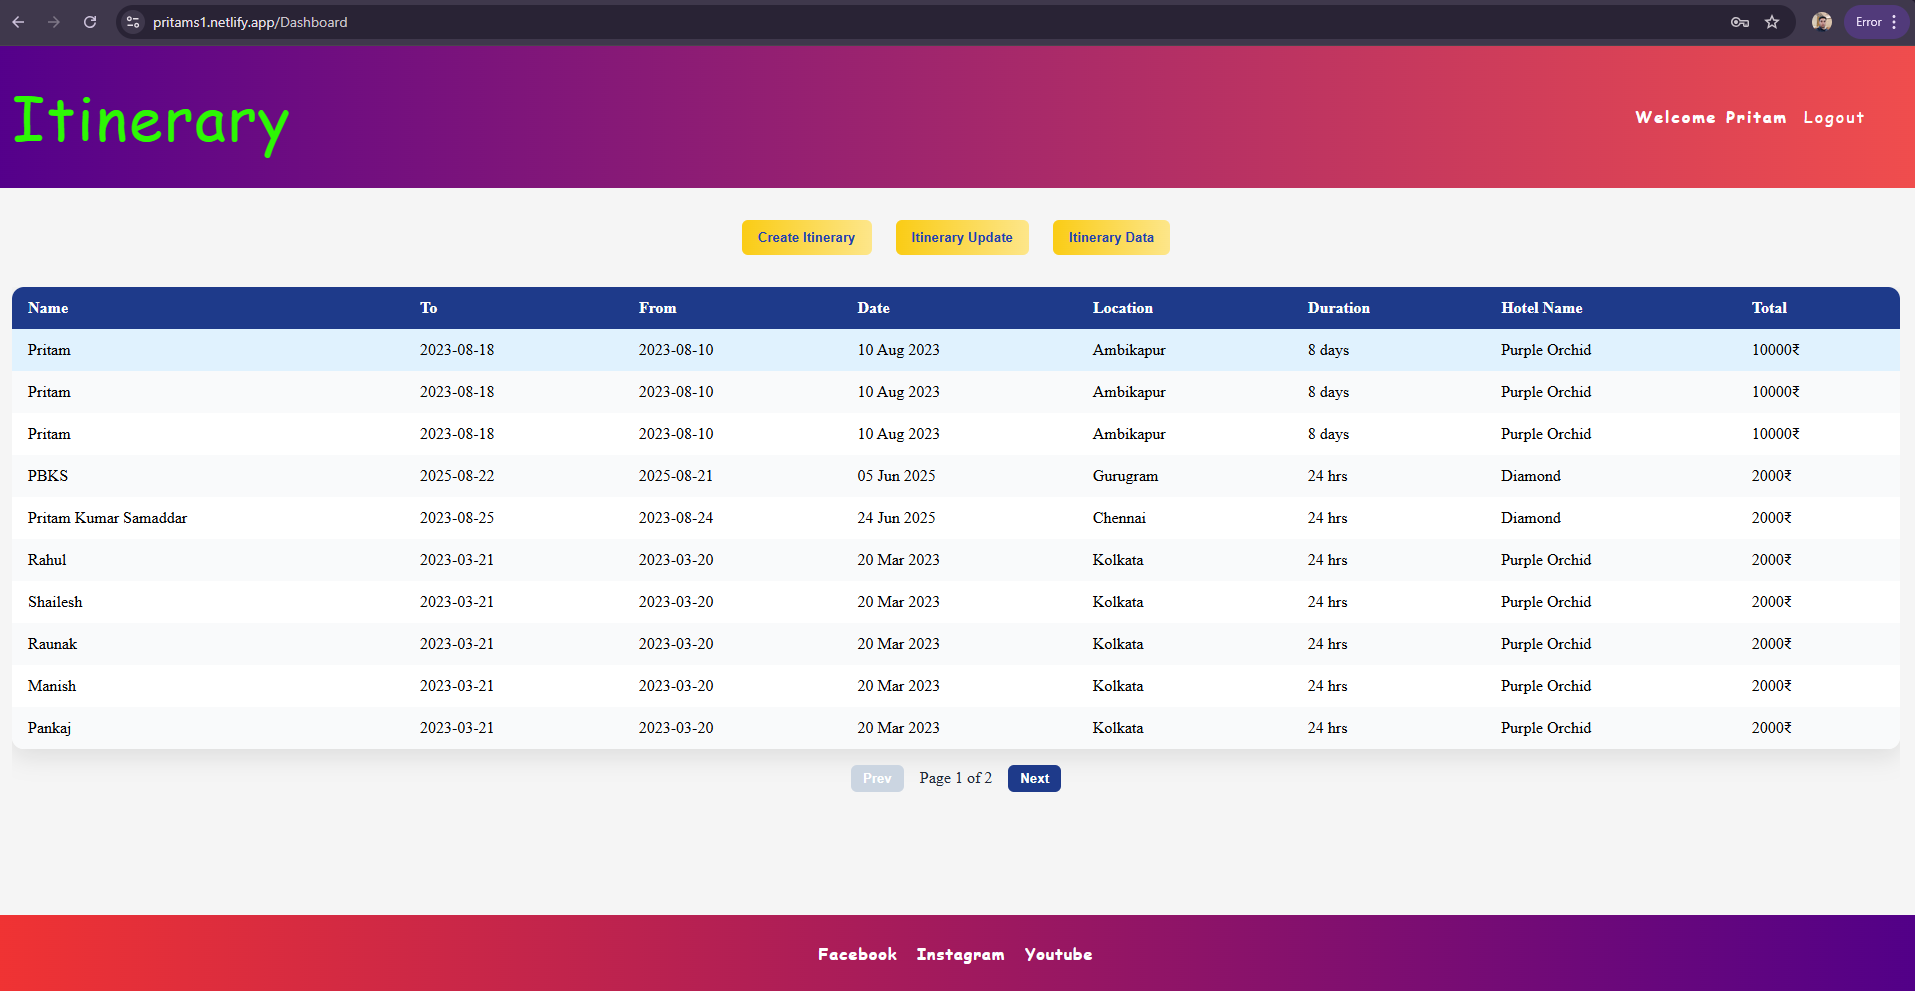 pritams1.netlify.app/Dashboard
Error
Itinerary
Welcome Pritam Logout
Create Itinerary Itinerary Update Itinerary Data
Name To From Date Location Duration Hotel Name Total
Pritam 2023-08-18 2023-08-10 10 Aug 2023 Ambikapur 8 days Purple Orchid 10000₹
Pritam 2023-08-18 2023-08-10 10 Aug 2023 Ambikapur 8 days Purple Orchid 10000₹
Pritam 2023-08-18 2023-08-10 10 Aug 2023 Ambikapur 8 days Purple Orchid 10000₹
PBKS 2025-08-22 2025-08-21 05 Jun 2025 Gurugram 24 hrs Diamond 2000₹
Pritam Kumar Samaddar 2023-08-25 2023-08-24 24 Jun 2025 Chennai 24 hrs Diamond 2000₹
Rahul 2023-03-21 2023-03-20 20 Mar 2023 Kolkata 24 hrs Purple Orchid 2000₹
Shailesh 2023-03-21 2023-03-20 20 Mar 2023 Kolkata 24 hrs Purple Orchid 2000₹
Raunak 2023-03-21 2023-03-20 20 Mar 2023 Kolkata 24 hrs Purple Orchid 2000₹
Manish 2023-03-21 2023-03-20 20 Mar 2023 Kolkata 24 hrs Purple Orchid 2000₹
Pankaj 2023-03-21 2023-03-20 20 Mar 2023 Kolkata 24 hrs Purple Orchid 2000₹
Prev Page 1 of 2 Next
Facebook Instagram Youtube